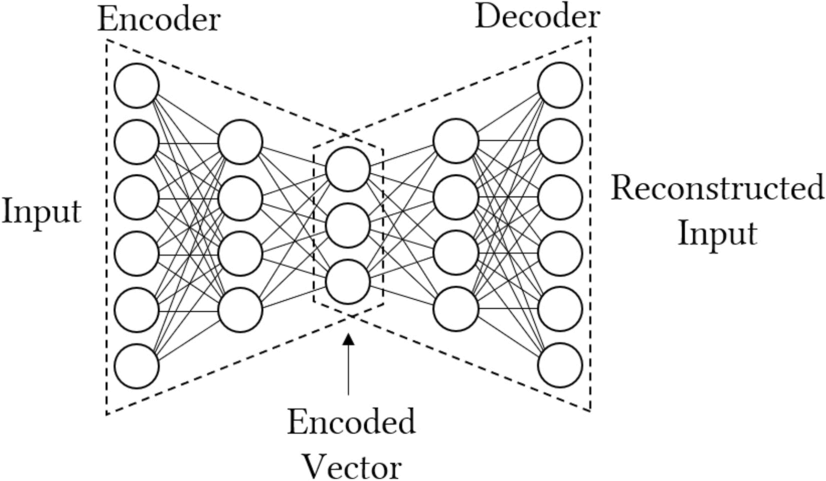 Encoder
Decoder
Input
Reconstructed
Input
Encoded
Vector